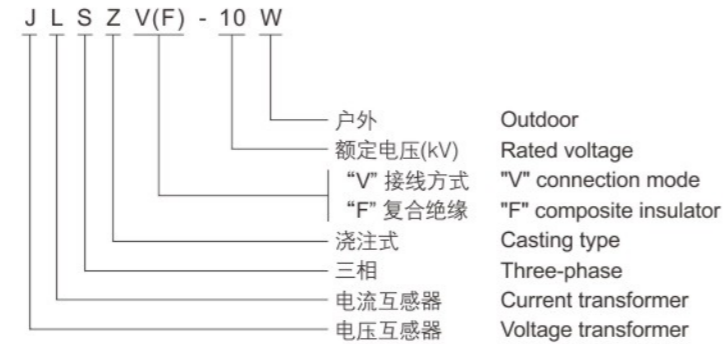 J L S Z V(F) - 10 W
户外 Outdoor
额定电压(kV) Rated voltage
“V” 接线方式 "V" connection mode
“F” 复合绝缘 "F" composite insulator
浇注式 Casting type
三相 Three-phase
电流互感器 Current transformer
电压互感器 Voltage transformer